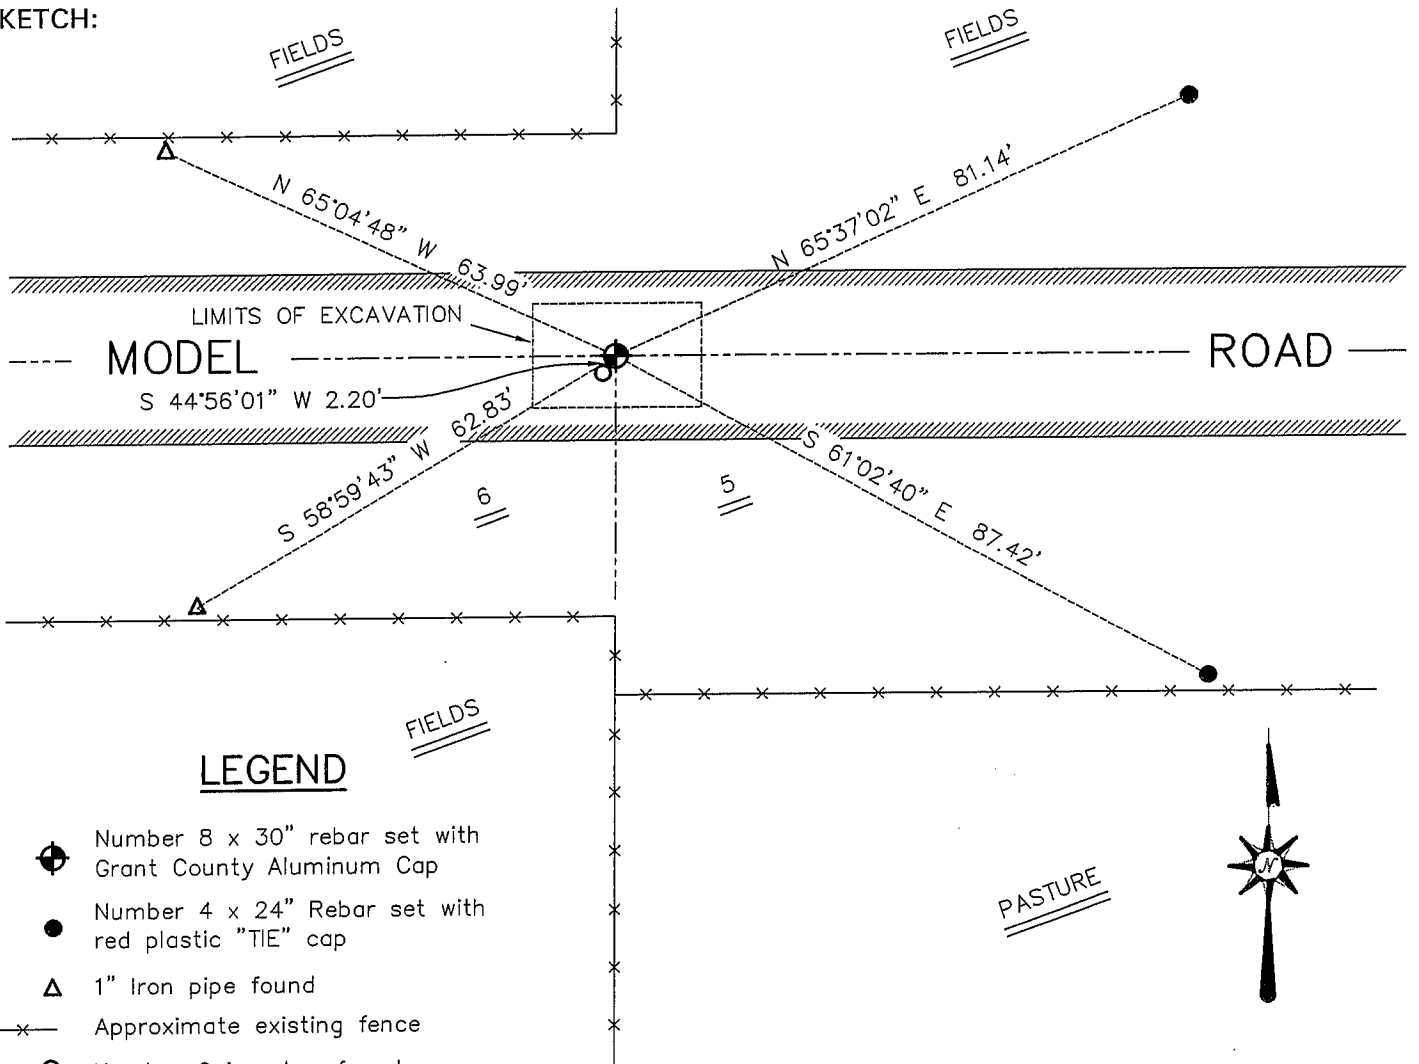 KETCH:
FIELDS
FIELDS
N 65°04'48" W 63.99'
N 65°37'02" E 81.14'
LIMITS OF EXCAVATION
MODEL
ROAD
S 44°56'01" W 2.20'
S 58°59'43" W 62.83'
S 61°02'40" E 87.42'
6
5
FIELDS
LEGEND
Number 8 x 30" rebar set with
Grant County Aluminum Cap
Number 4 x 24" Rebar set with
red plastic "TIE" cap
1" Iron pipe found
Approximate existing fence
PASTURE
N